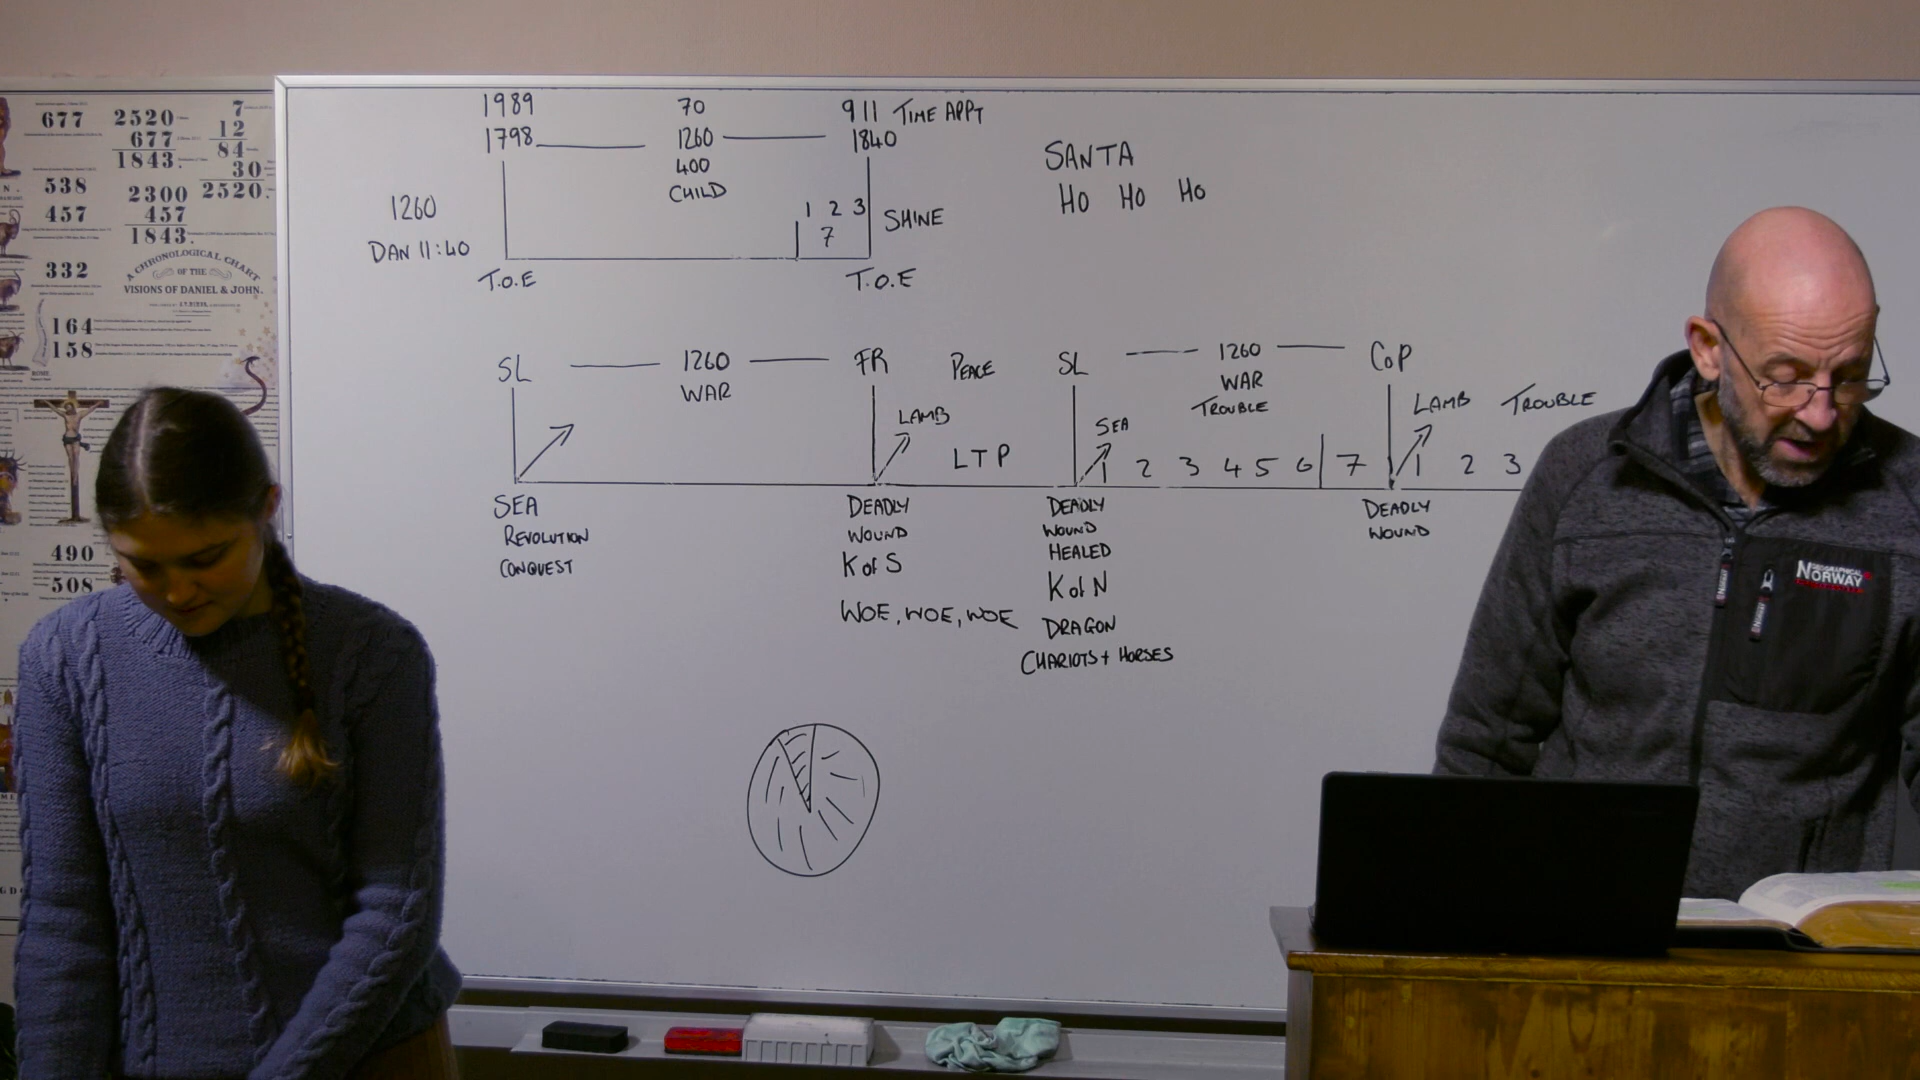 677
2520
677
1843.
7
12
84
30
2520.
538
457
2300
457
1843.
332
A CHRONOLOGICAL CHART
OF THE
VISIONS OF DANIEL & JOHN.
164
158
490
508
1989 70 911 TIME APPT
1798 1260 1840
400
CHILD
1260
DAN 11:40
1 2 3
7
SHINE
T.O.E T.O.E
SANTA
HO HO HO
SL 1260 FR PEACE SL 1260 COP
WAR WAR
TROUBLE
LAMB SEA LAMB TROUBLE
LTP 1 2 3 4 5 6 7 1 2 3
SEA DEADLY DEADLY DEADLY
REVOLUTION WOUND WOUND WOUND
CONQUEST K of S HEALED
K of N
WOE, WOE, WOE DRAGON
CHARIOTS + HORSES
GEOGRAPHICAL
NORWAY